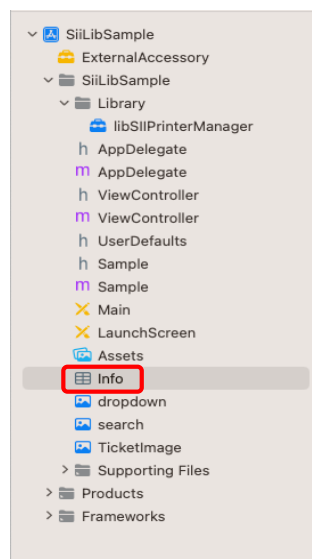 SiiLibSample
ExternalAccessory
SiiLibSample
Library
libSIIPrinterManager
h AppDelegate
m AppDelegate
h ViewController
m ViewController
h UserDefaults
h Sample
m Sample
Main
LaunchScreen
Assets
Info
dropdown
search
TicketImage
Supporting Files
Products
Frameworks